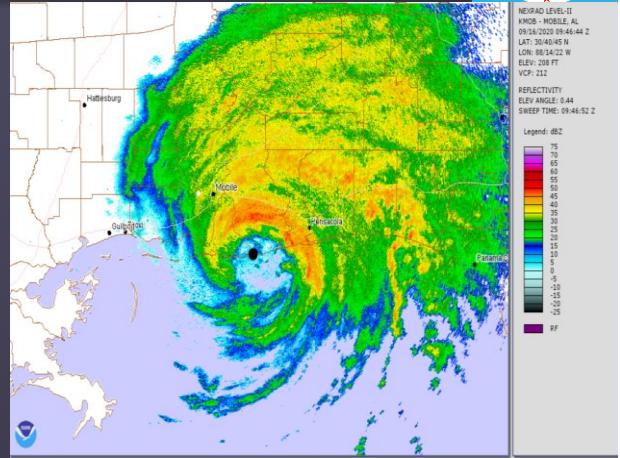 NEXRAD LEVEL-II
KMOB - MOBILE, AL
09/16/2020 09:46:44 Z
LAT: 30/40/45 N
LON: 88/14/22 W
ELEV: 208 FT
VCP: 212
REFLECTIVITY
ELEV ANGLE: 0.44
SWEEP TIME: 09:46:52 Z
Legend: dBZ
75
70
65
60
55
50
45
40
35
30
25
20
15
10
5
0
-5
-10
-15
-20
-25
RF
Hattiesburg
Mobile
Pensacola
Panama